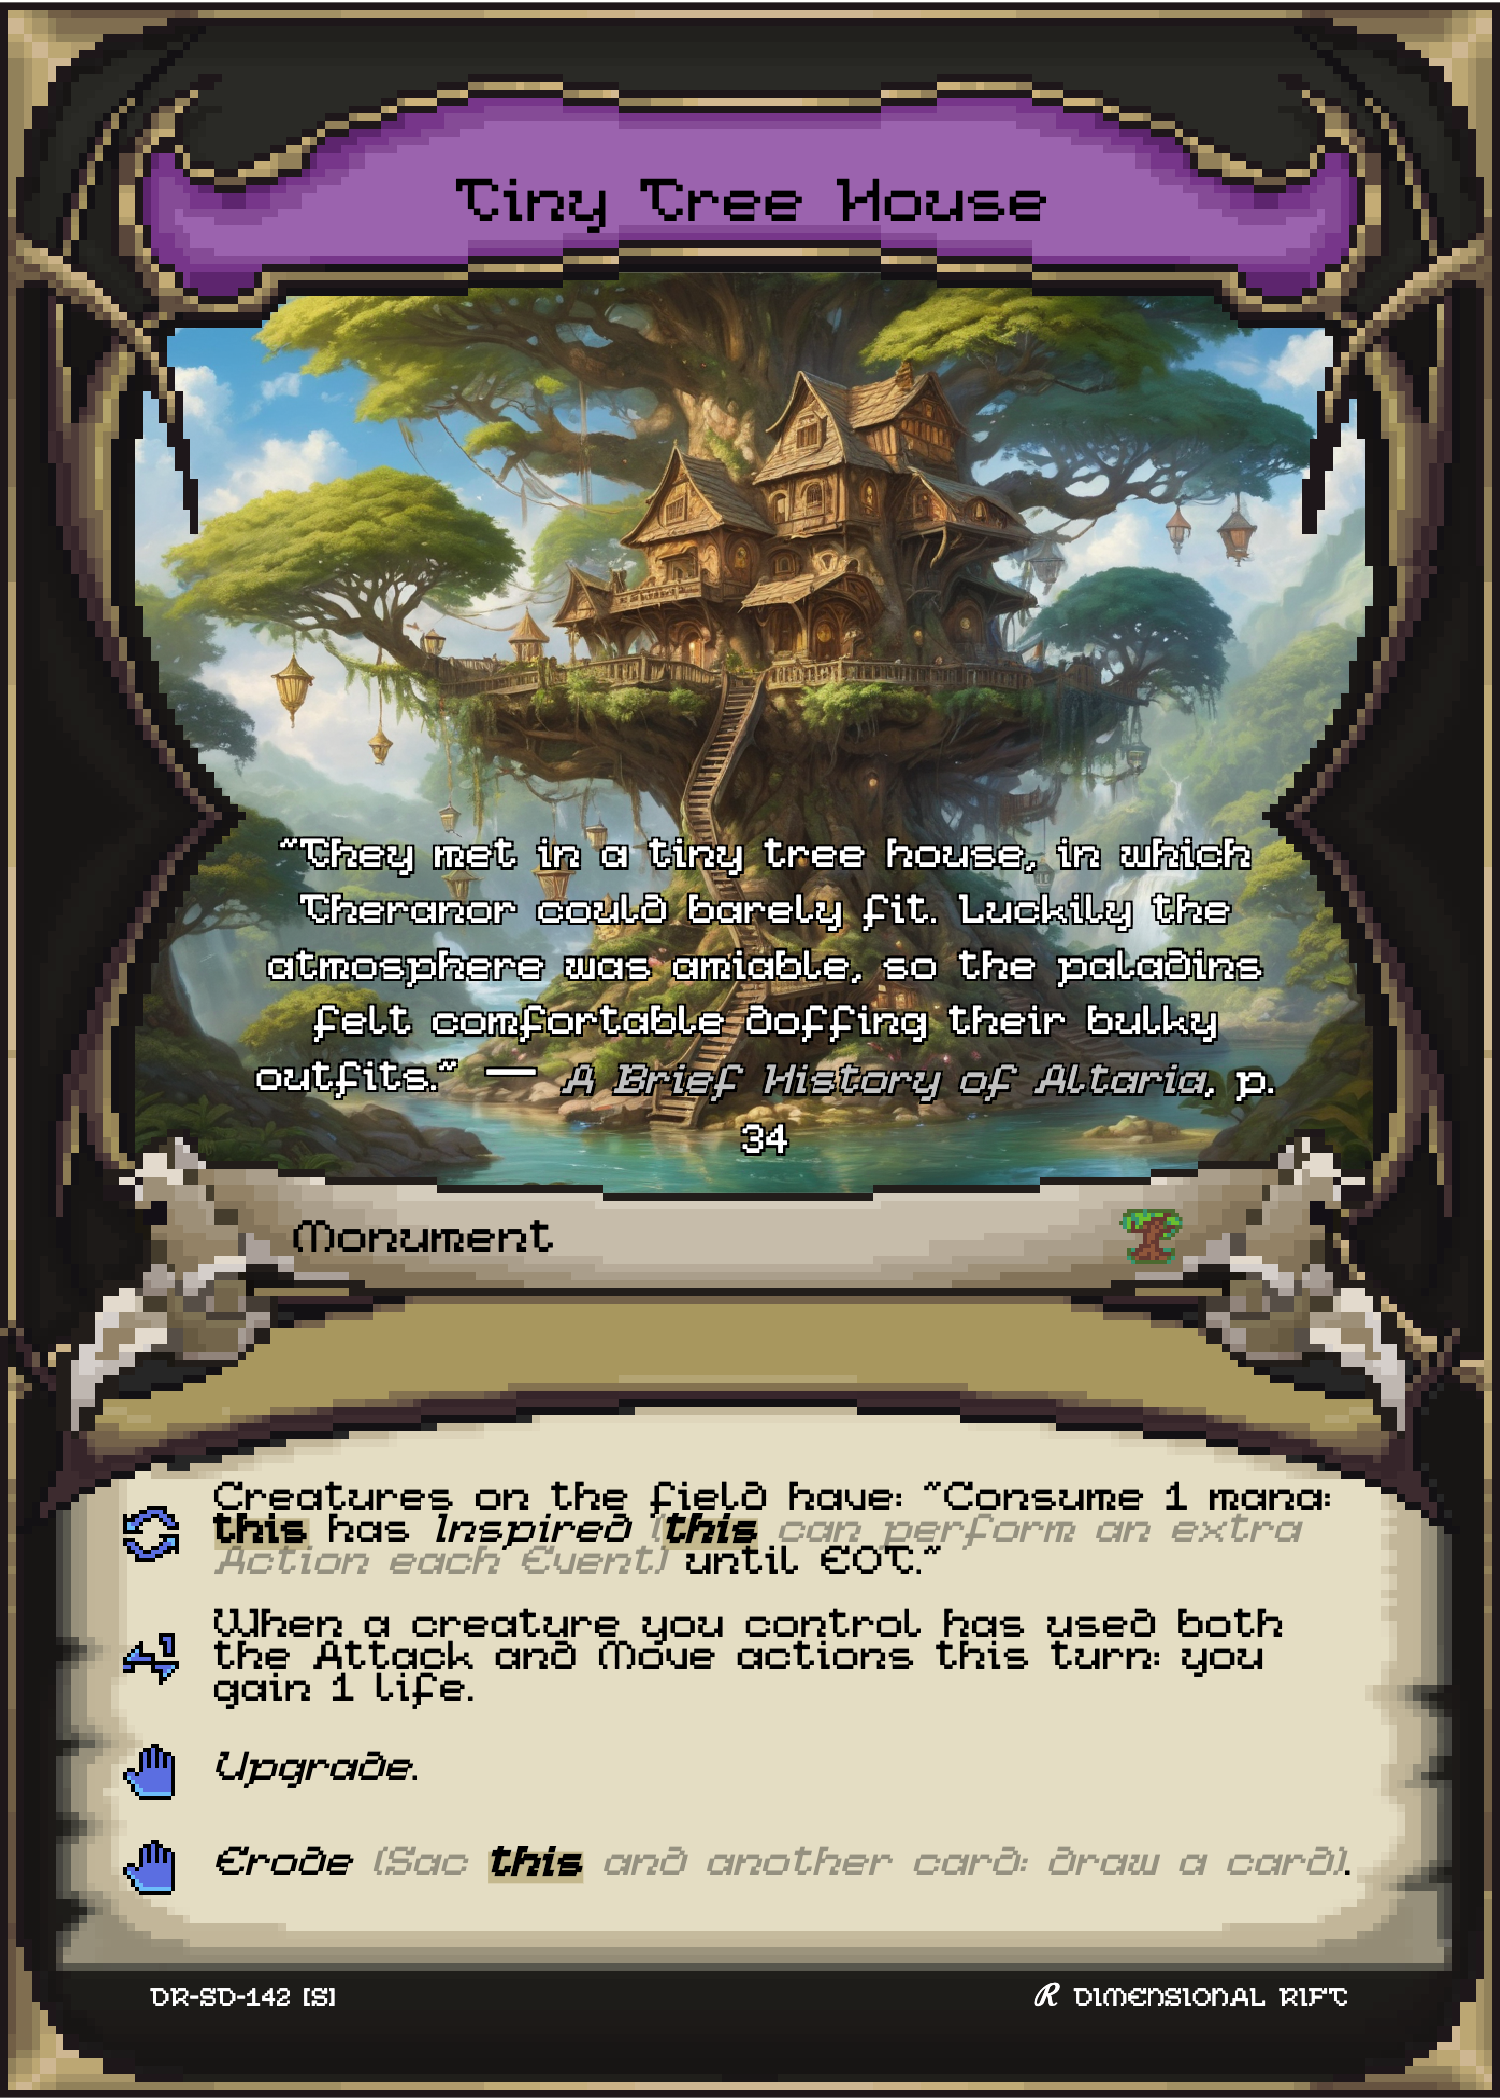 Tiny Tree House
"They met in a tiny tree house, in which
Theranor could barely fit. Luckily the
atmosphere was amiable, so the paladins
felt comfortable doffing their bulky
outfits." — A Brief History of Altaria, p.
34
Monument
Creatures on the field have: "Consume 1 mana:
this has Inspired (this can perform an extra
Action each Event) until EOT."
When a creature you control has used both
the Attack and Move actions this turn: you
gain 1 life.
Upgrade.
Erode (Sac this and another card: draw a card).
DR-SD-142 [S]
R DIMENSIONAL RIFT